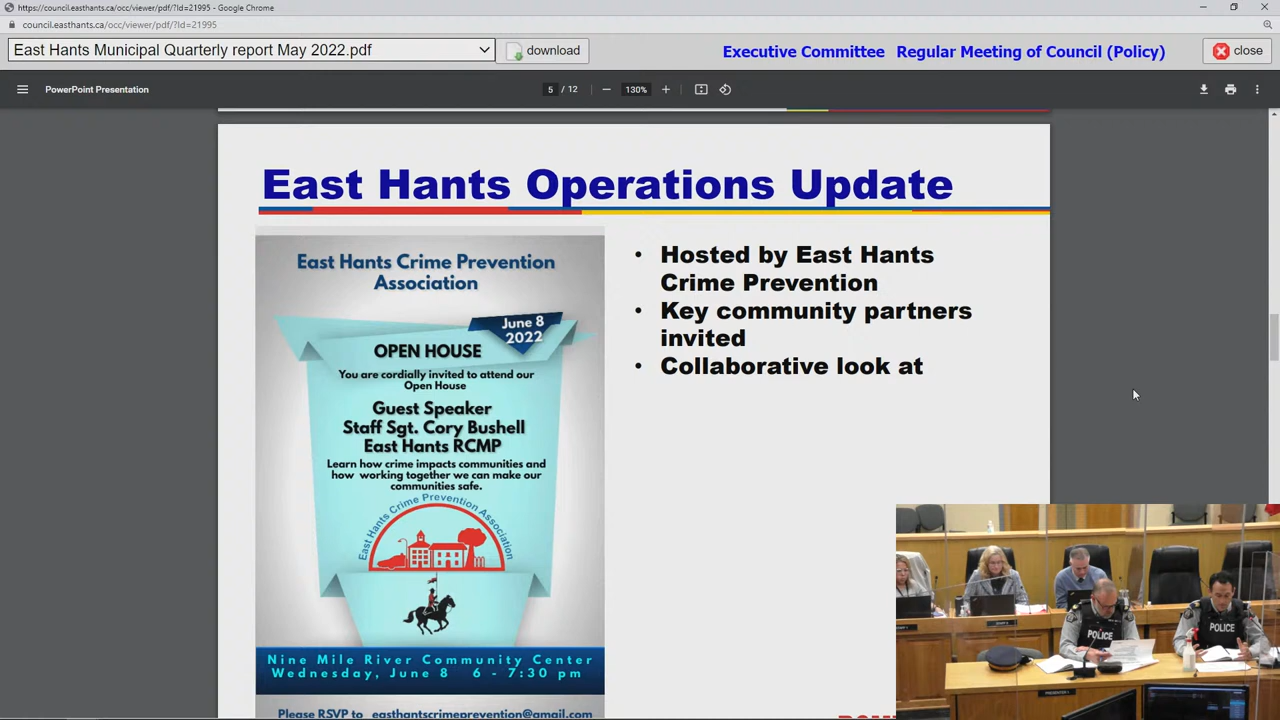 https://council.easthants.ca/occ/viewer/pdf/?Id=21995 - Google Chrome
council.easthants.ca/occ/viewer/pdf/?Id=21995
East Hants Municipal Quarterly report May 2022.pdf
download
Executive Committee Regular Meeting of Council (Policy)
close
PowerPoint Presentation
5 / 12
130%
East Hants Operations Update
East Hants Crime Prevention
Association
June 8
2022
OPEN HOUSE
You are cordially invited to attend our
Open House
Guest Speaker
Staff Sgt. Cory Bushell
East Hants RCMP
Learn how crime impacts communities and
how working together we can make our
communities safe.
East Hants Crime Prevention Association
Nine Mile River Community Center
Wednesday, June 8 6 - 7:30 pm
Please RSVP to easthantscrimeprevention@gmail.com
• Hosted by East Hants
Crime Prevention
• Key community partners
invited
• Collaborative look at
POLICE
POLICE